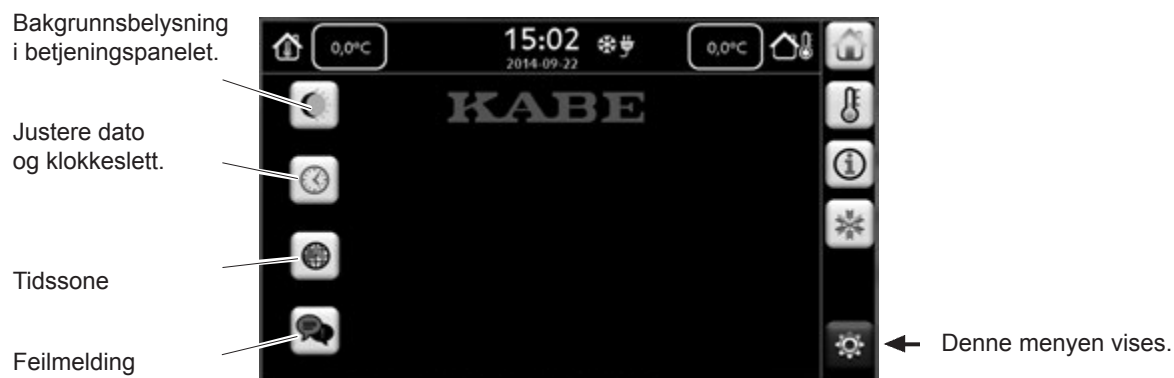 Bakgrunnsbelysning
i betjeningspanelet.
0,0°C
15:02
2014-09-22
0,0°C
KABE
Justere dato
og klokkeslett.
Tidssone
Feilmelding
Denne menyen vises.